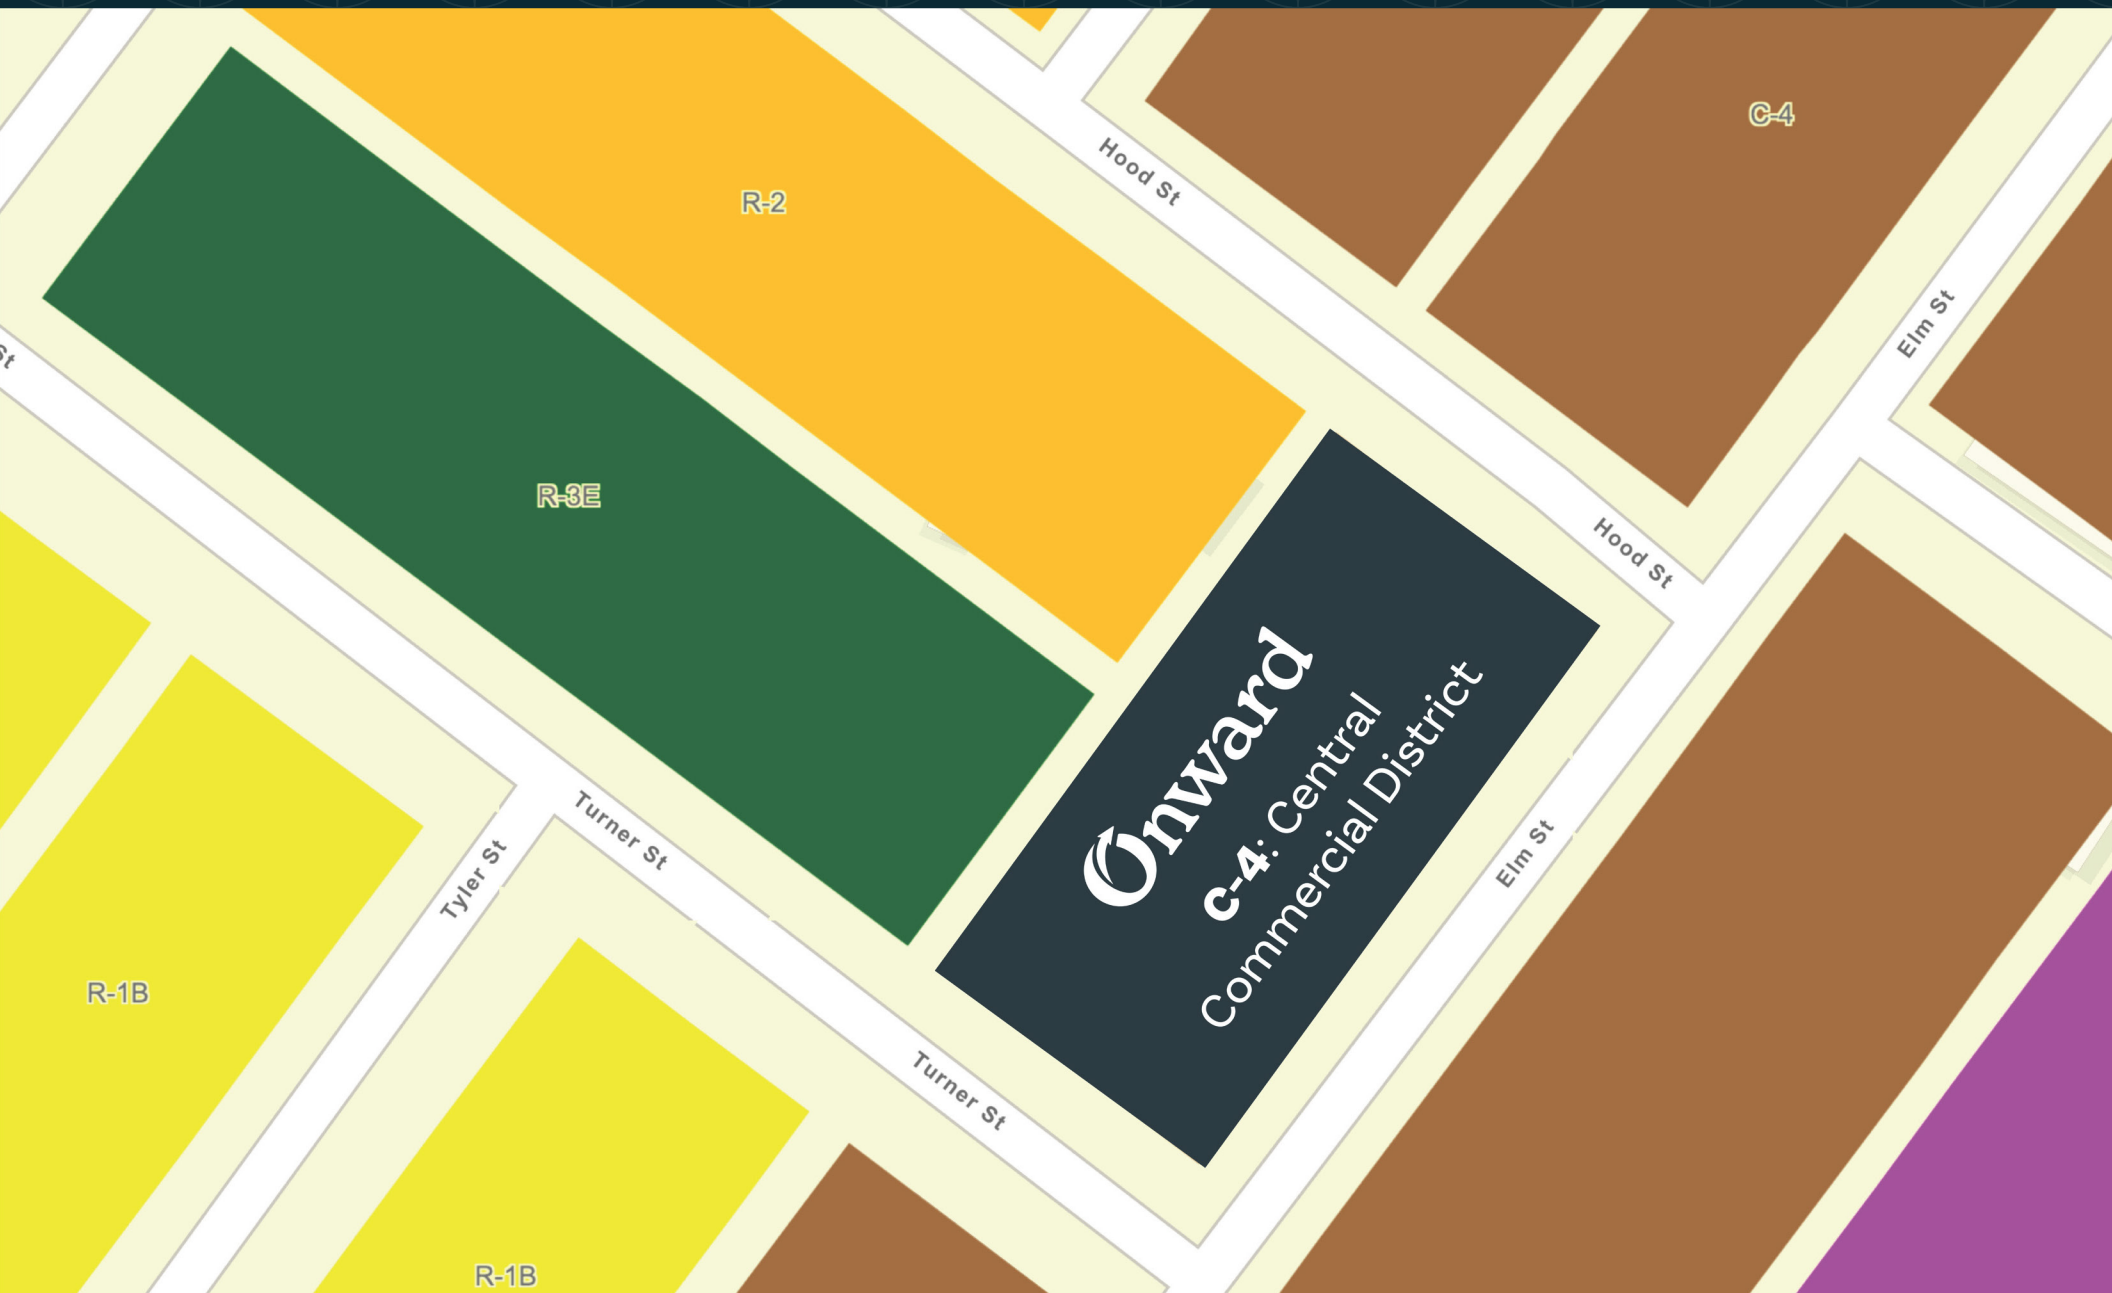 C-4
Hood St
R-2
Elm St
St
R-3E
Hood St
Onward
c-4: Central
Commercial District
Turner St
Tyler St
Elm St
R-1B
Turner St
R-1B